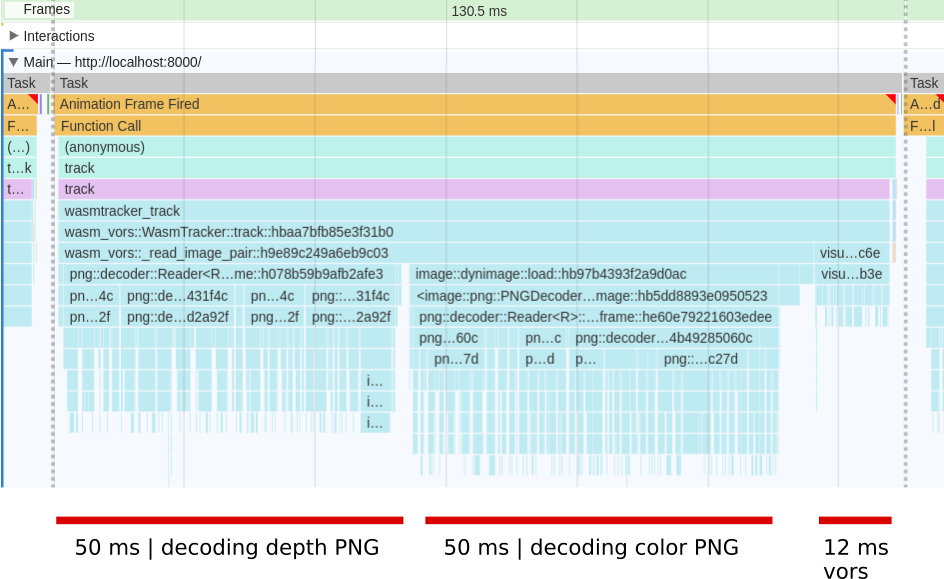 Frames
130.5 ms
Interactions
Main — http://localhost:8000/
Task Task Task
A... Animation Frame Fired A...d
F... Function Call F...l
(...) (anonymous)
t...k track
t... track
wasmtracker_track
wasm_vors::WasmTracker::track::hbaa7bfb85e3f31b0
wasm_vors::_read_image_pair::h9e89c249a6eb9c03 visu...c6e
png::decoder::Reader<R...me::h078b59b9afb2afe3 image::dynimage::load::hb97b4393f2a9d0ac visu...b3e
pn...4c png::de...431f4c pn...4c png::...31f4c <image::png::PNGDecoder...mage::hb5dd8893e0950523
pn...2f png::de...d2a92f png...2f png::...2a92f png::decoder::Reader<R>::...frame::he60e79221603edee
png...60c pn...c png::decoder...4b49285060c
pn...7d pn...d p... png::...c27d
i...
i...
i...
50 ms | decoding depth PNG 50 ms | decoding color PNG 12 ms
vors